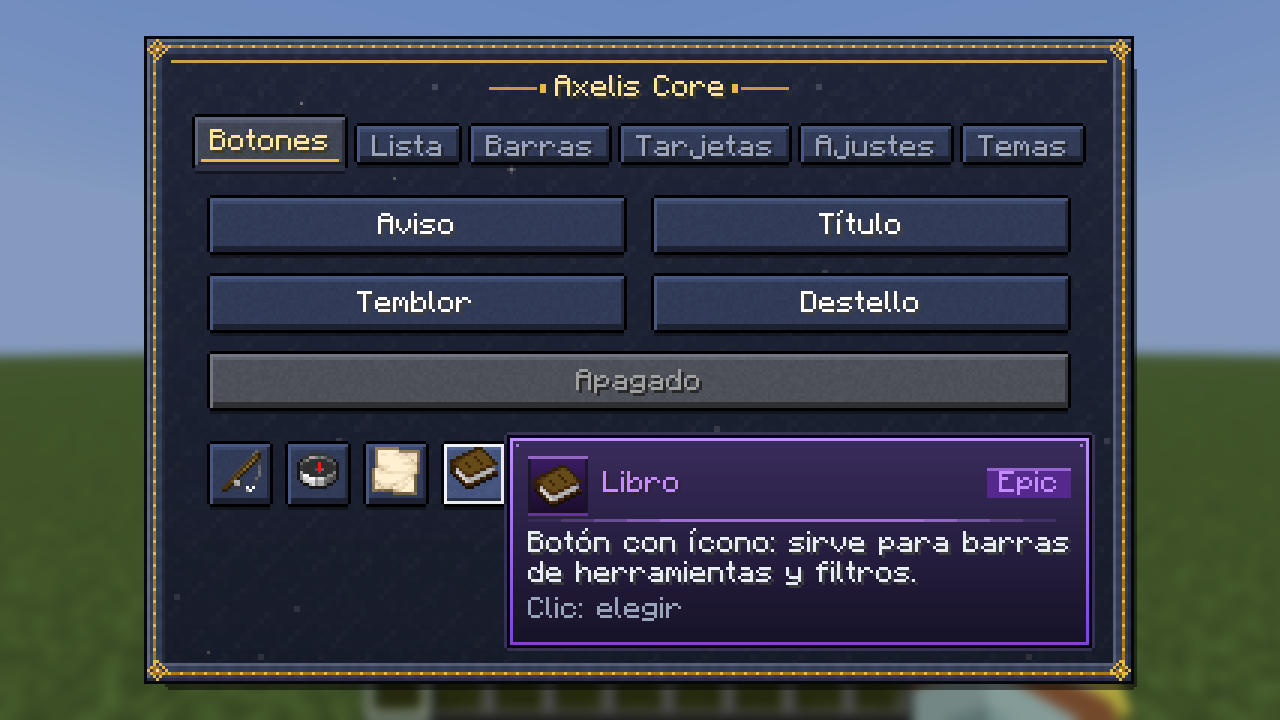 Axelis Core
Botones
Lista
Barras
Tarjetas
Ajustes
Temas
Aviso
Título
Temblor
Destello
Apagado
Libro
Epic
Botón con ícono: sirve para barras
de herramientas y filtros.
Clic: elegir